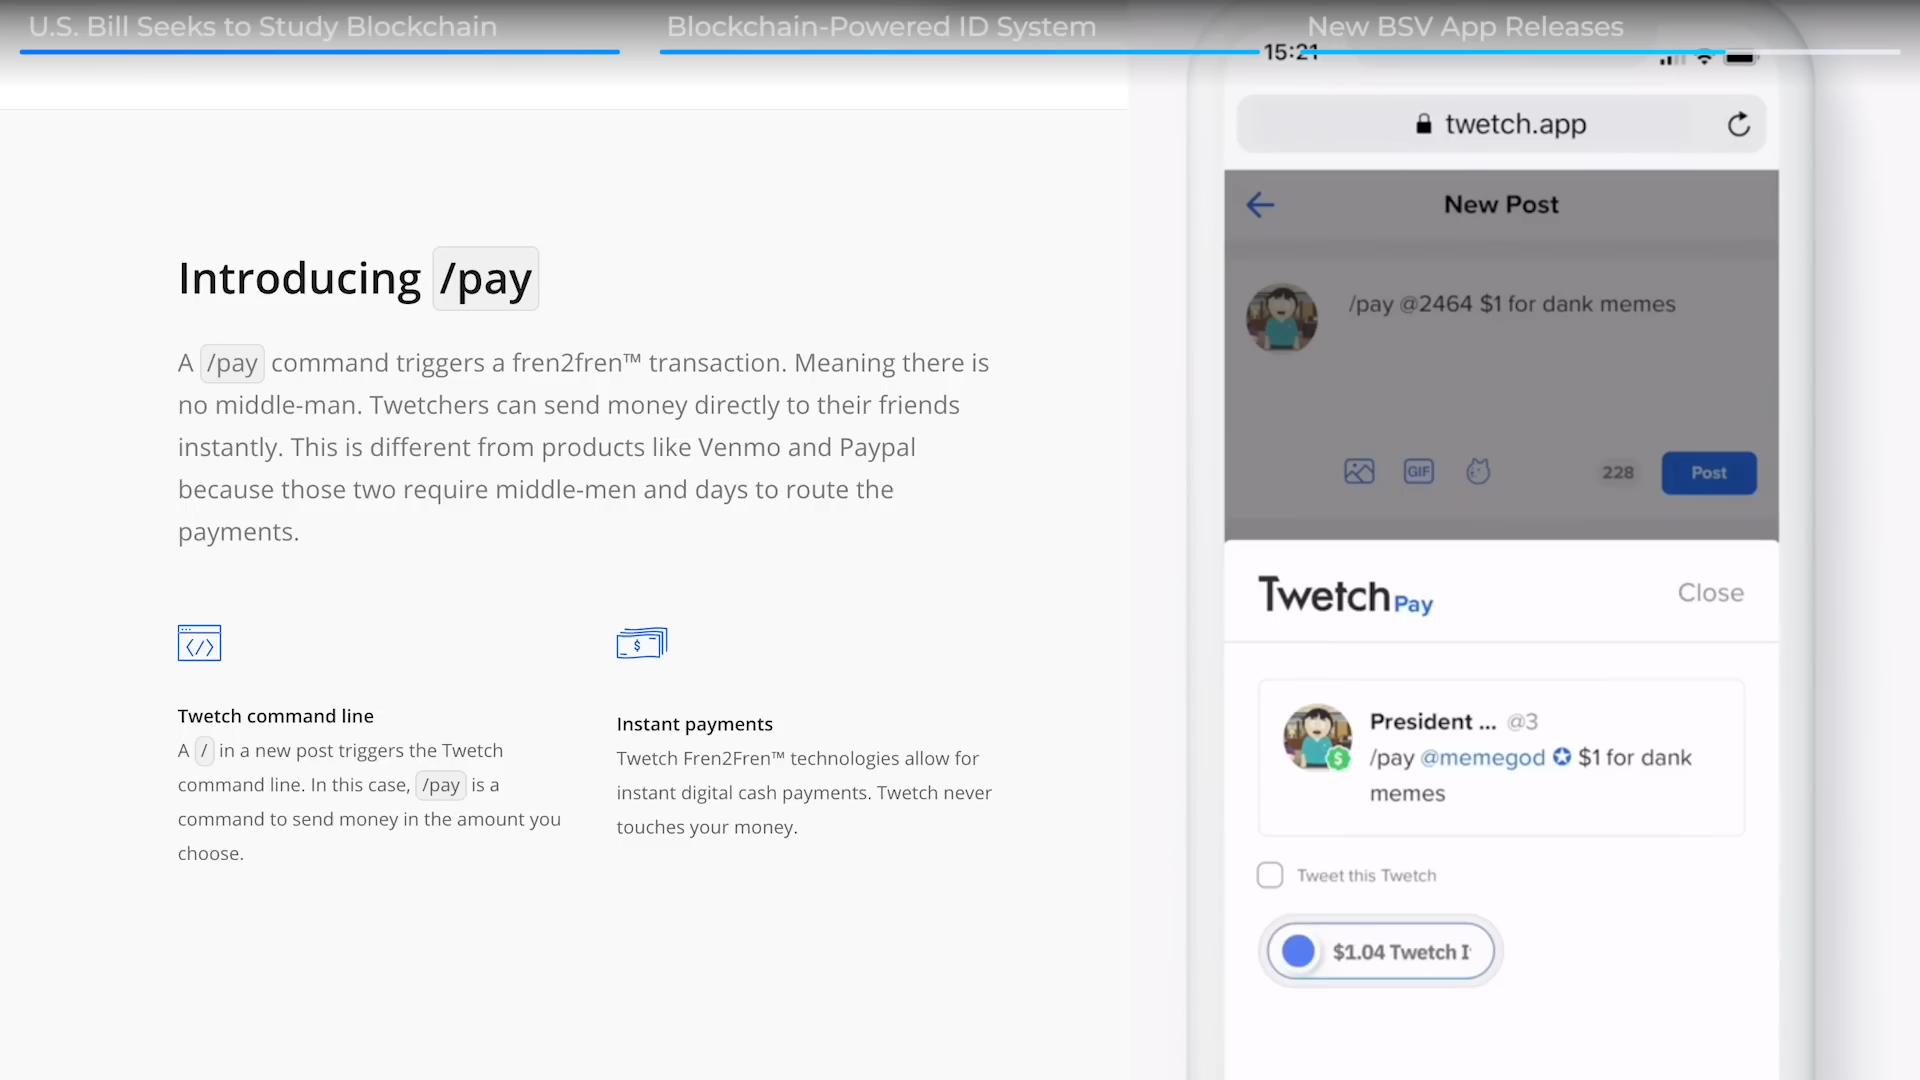 U.S. Bill Seeks to Study Blockchain
Blockchain-Powered ID System
New BSV App Releases
Introducing /pay
A /pay command triggers a fren2fren™ transaction. Meaning there is
no middle-man. Twetchers can send money directly to their friends
instantly. This is different from products like Venmo and Paypal
because those two require middle-men and days to route the
payments.
Twetch command line
A / in a new post triggers the Twetch
command line. In this case, /pay is a
command to send money in the amount you
choose.
Instant payments
Twetch Fren2Fren™ technologies allow for
instant digital cash payments. Twetch never
touches your money.
15:21
twetch.app
New Post
/pay @2464 $1 for dank memes
GIF
228
Post
Twetch Pay
Close
President ... @3
/pay @memegod $1 for dank
memes
Tweet this Twetch
$1.04 Twetch I